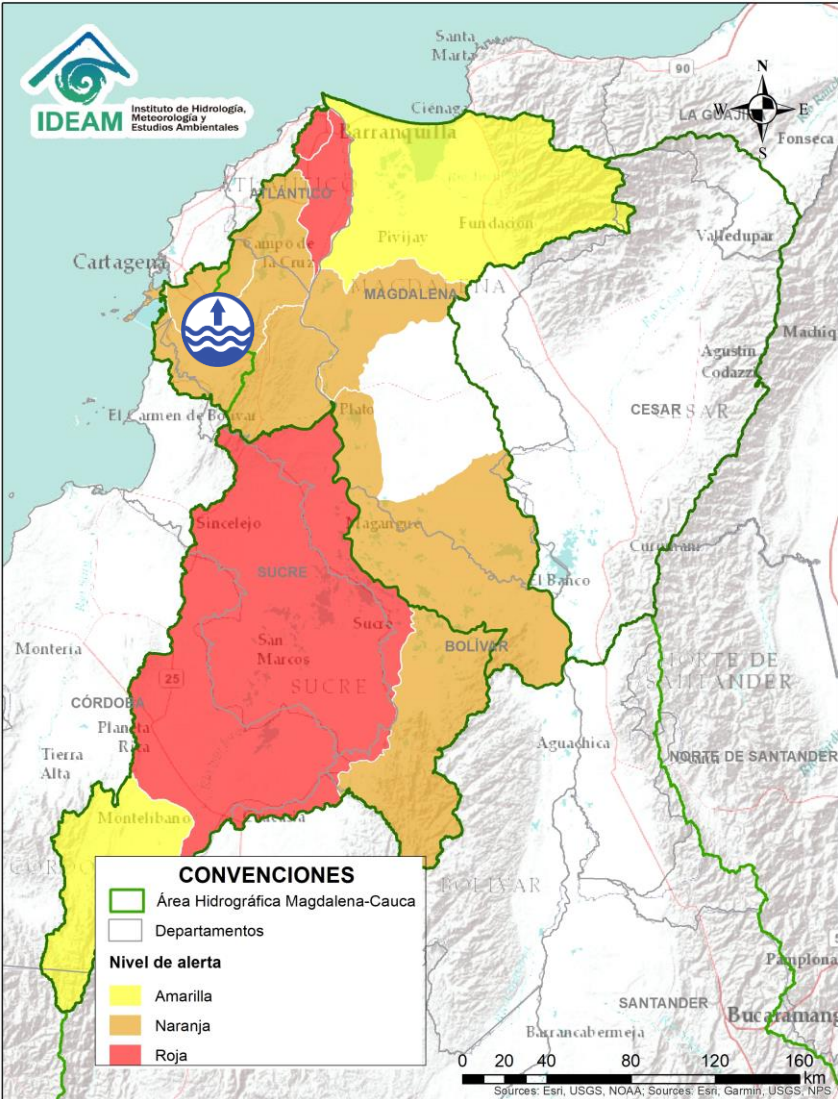 IDEAM
Instituto de Hidrología,
Meteorología y
Estudios Ambientales
Santa
Marta
90
N
W
E
S
Ciénaga
LA GUAJIRA
Fonseca
Barranquilla
ATLÁNTICO
Valledupar
Campo de
la Cruz
Pivijay
Fundación
Cartagena
MAGDALENA
Agustín
Codazzi
CESAR
CESAR
El Carmen de Bolívar
Plato
Sincelejo
Magangué
SUCRE
El Banco
Montería
San
Marcos
Sucre
BOLÍVAR
SUCRE
25
NORTE DE
SANTANDER
CÓRDOBA
Planeta
Rica
Tierra
Alta
Aguachica
NORTE DE SANTANDER
Montelibano
BOLÍVAR
CONVENCIONES
Área Hidrográfica Magdalena-Cauca
Departamentos
Nivel de alerta
Amarilla
Naranja
Roja
Pamplona
SANTANDER
Bucaramang
Barrancabermeja
0 20 40 80 120 160
km
Sources: Esri, USGS, NOAA; Sources: Esri, Garmin, USGS, NPS